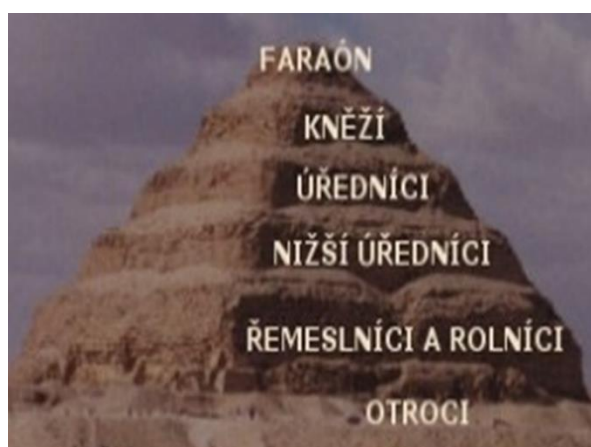 FARAÓN
KNĚŽÍ
ÚŘEDNÍCI
NIŽŠÍ ÚŘEDNÍCI
ŘEMESLNÍCI A ROLNÍCI
OTROCI